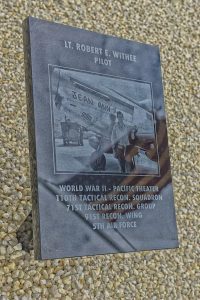 LT. ROBERT E. WITHEE
PILOT
JEAN
WORLD WAR II - PACIFIC THEATER
110TH TACTICAL RECON. SQUADRON
71ST TACTICAL RECON. GROUP
91ST RECON. WING
5TH AIR FORCE